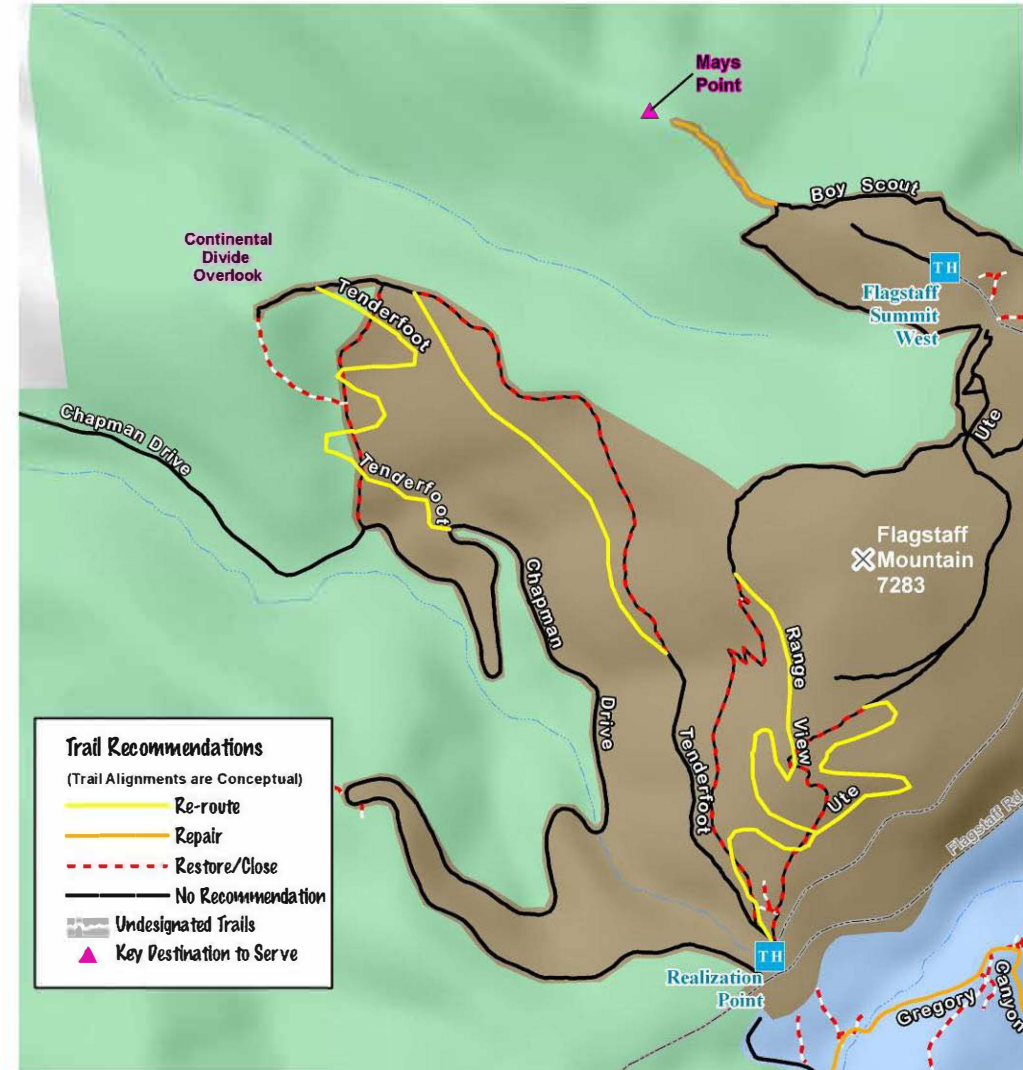 Mays
Point
Boy Scout
Continental
Divide
Overlook
TH
Flagstaff
Summit
West
Tenderfoot
Ute
Chapman Drive
Tenderfoot
Flagstaff
Mountain
7283
Chapman
Drive
Range
View
Tenderfoot
Ute
Flagstaff Rd
Trail Recommendations
(Trail Alignments are Conceptual)
Re-route
Repair
Restore/Close
No Recommendation
Undesignated Trails
Key Destination to Serve
TH
Realization
Point
Gregory
Canyon